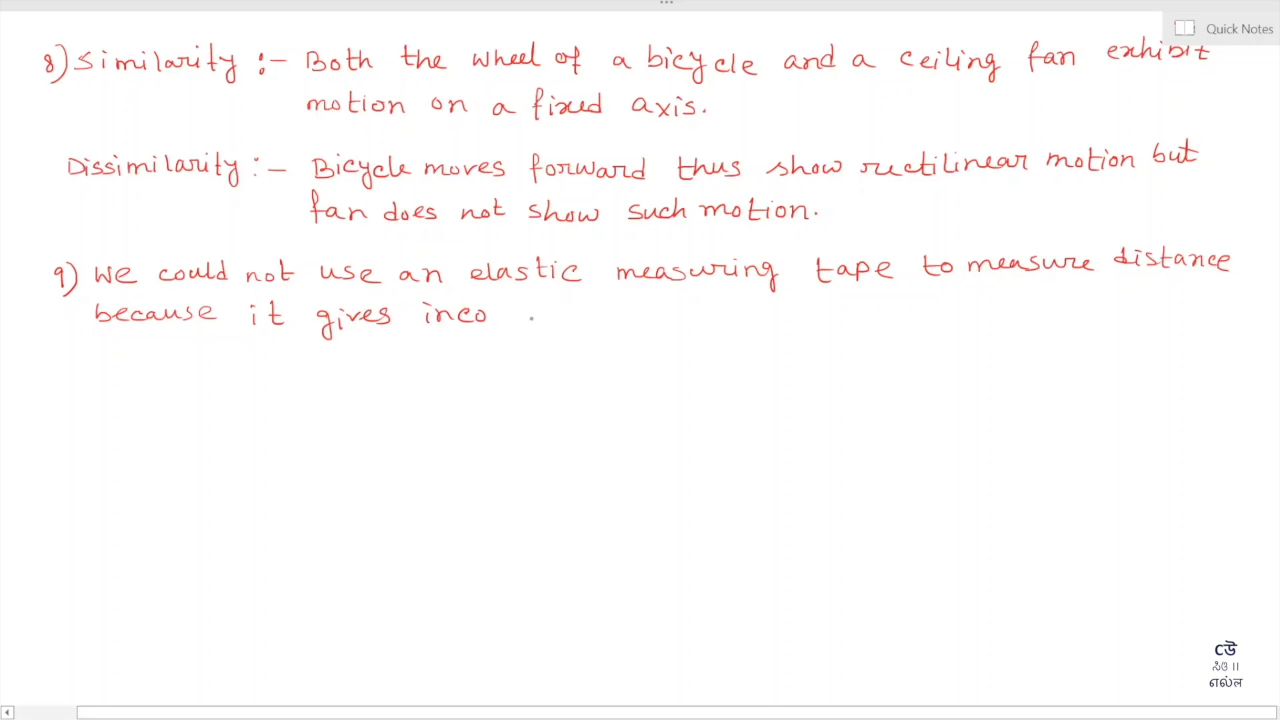 Quick Notes
8) Similarity :- Both the wheel of a bicycle and a ceiling fan exhibit
motion on a fixed axis.
Dissimilarity :- Bicycle moves forward thus show rectilinear motion but
fan does not show such motion.
9) We could not use an elastic measuring tape to measure distance
because it gives inco
எல்ல